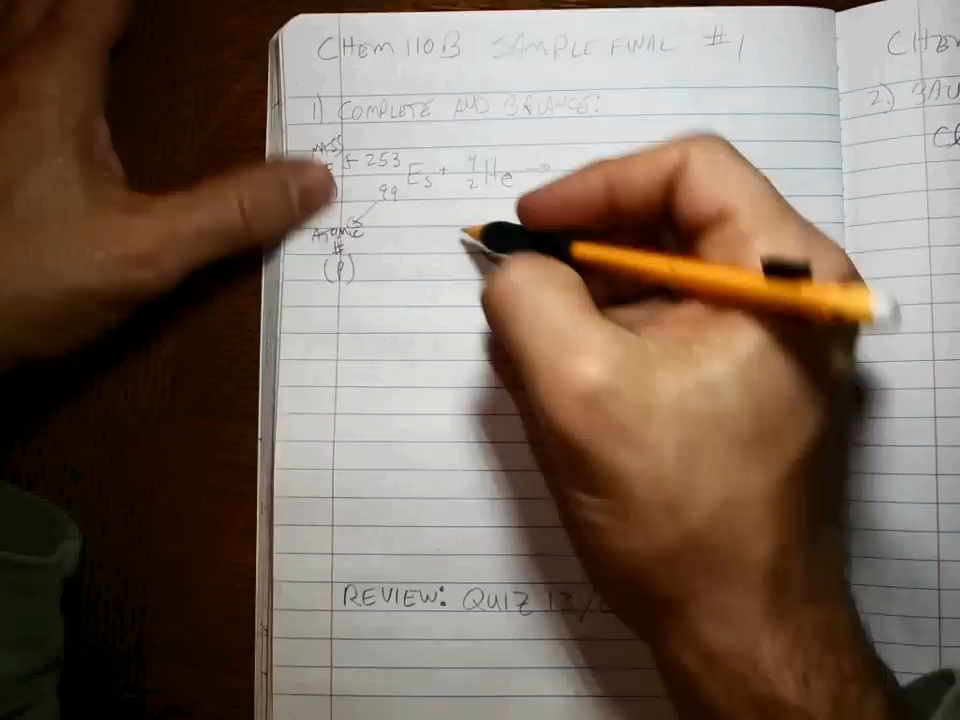 CHEM 110B SAMPLE FINAL #1
1) COMPLETE AND BALANCE:
MASS
253
99 Es + 4 2 He →
ATOMIC
#
(P)
REVIEW: QUIZ 13/
CHEM
2.) BAL